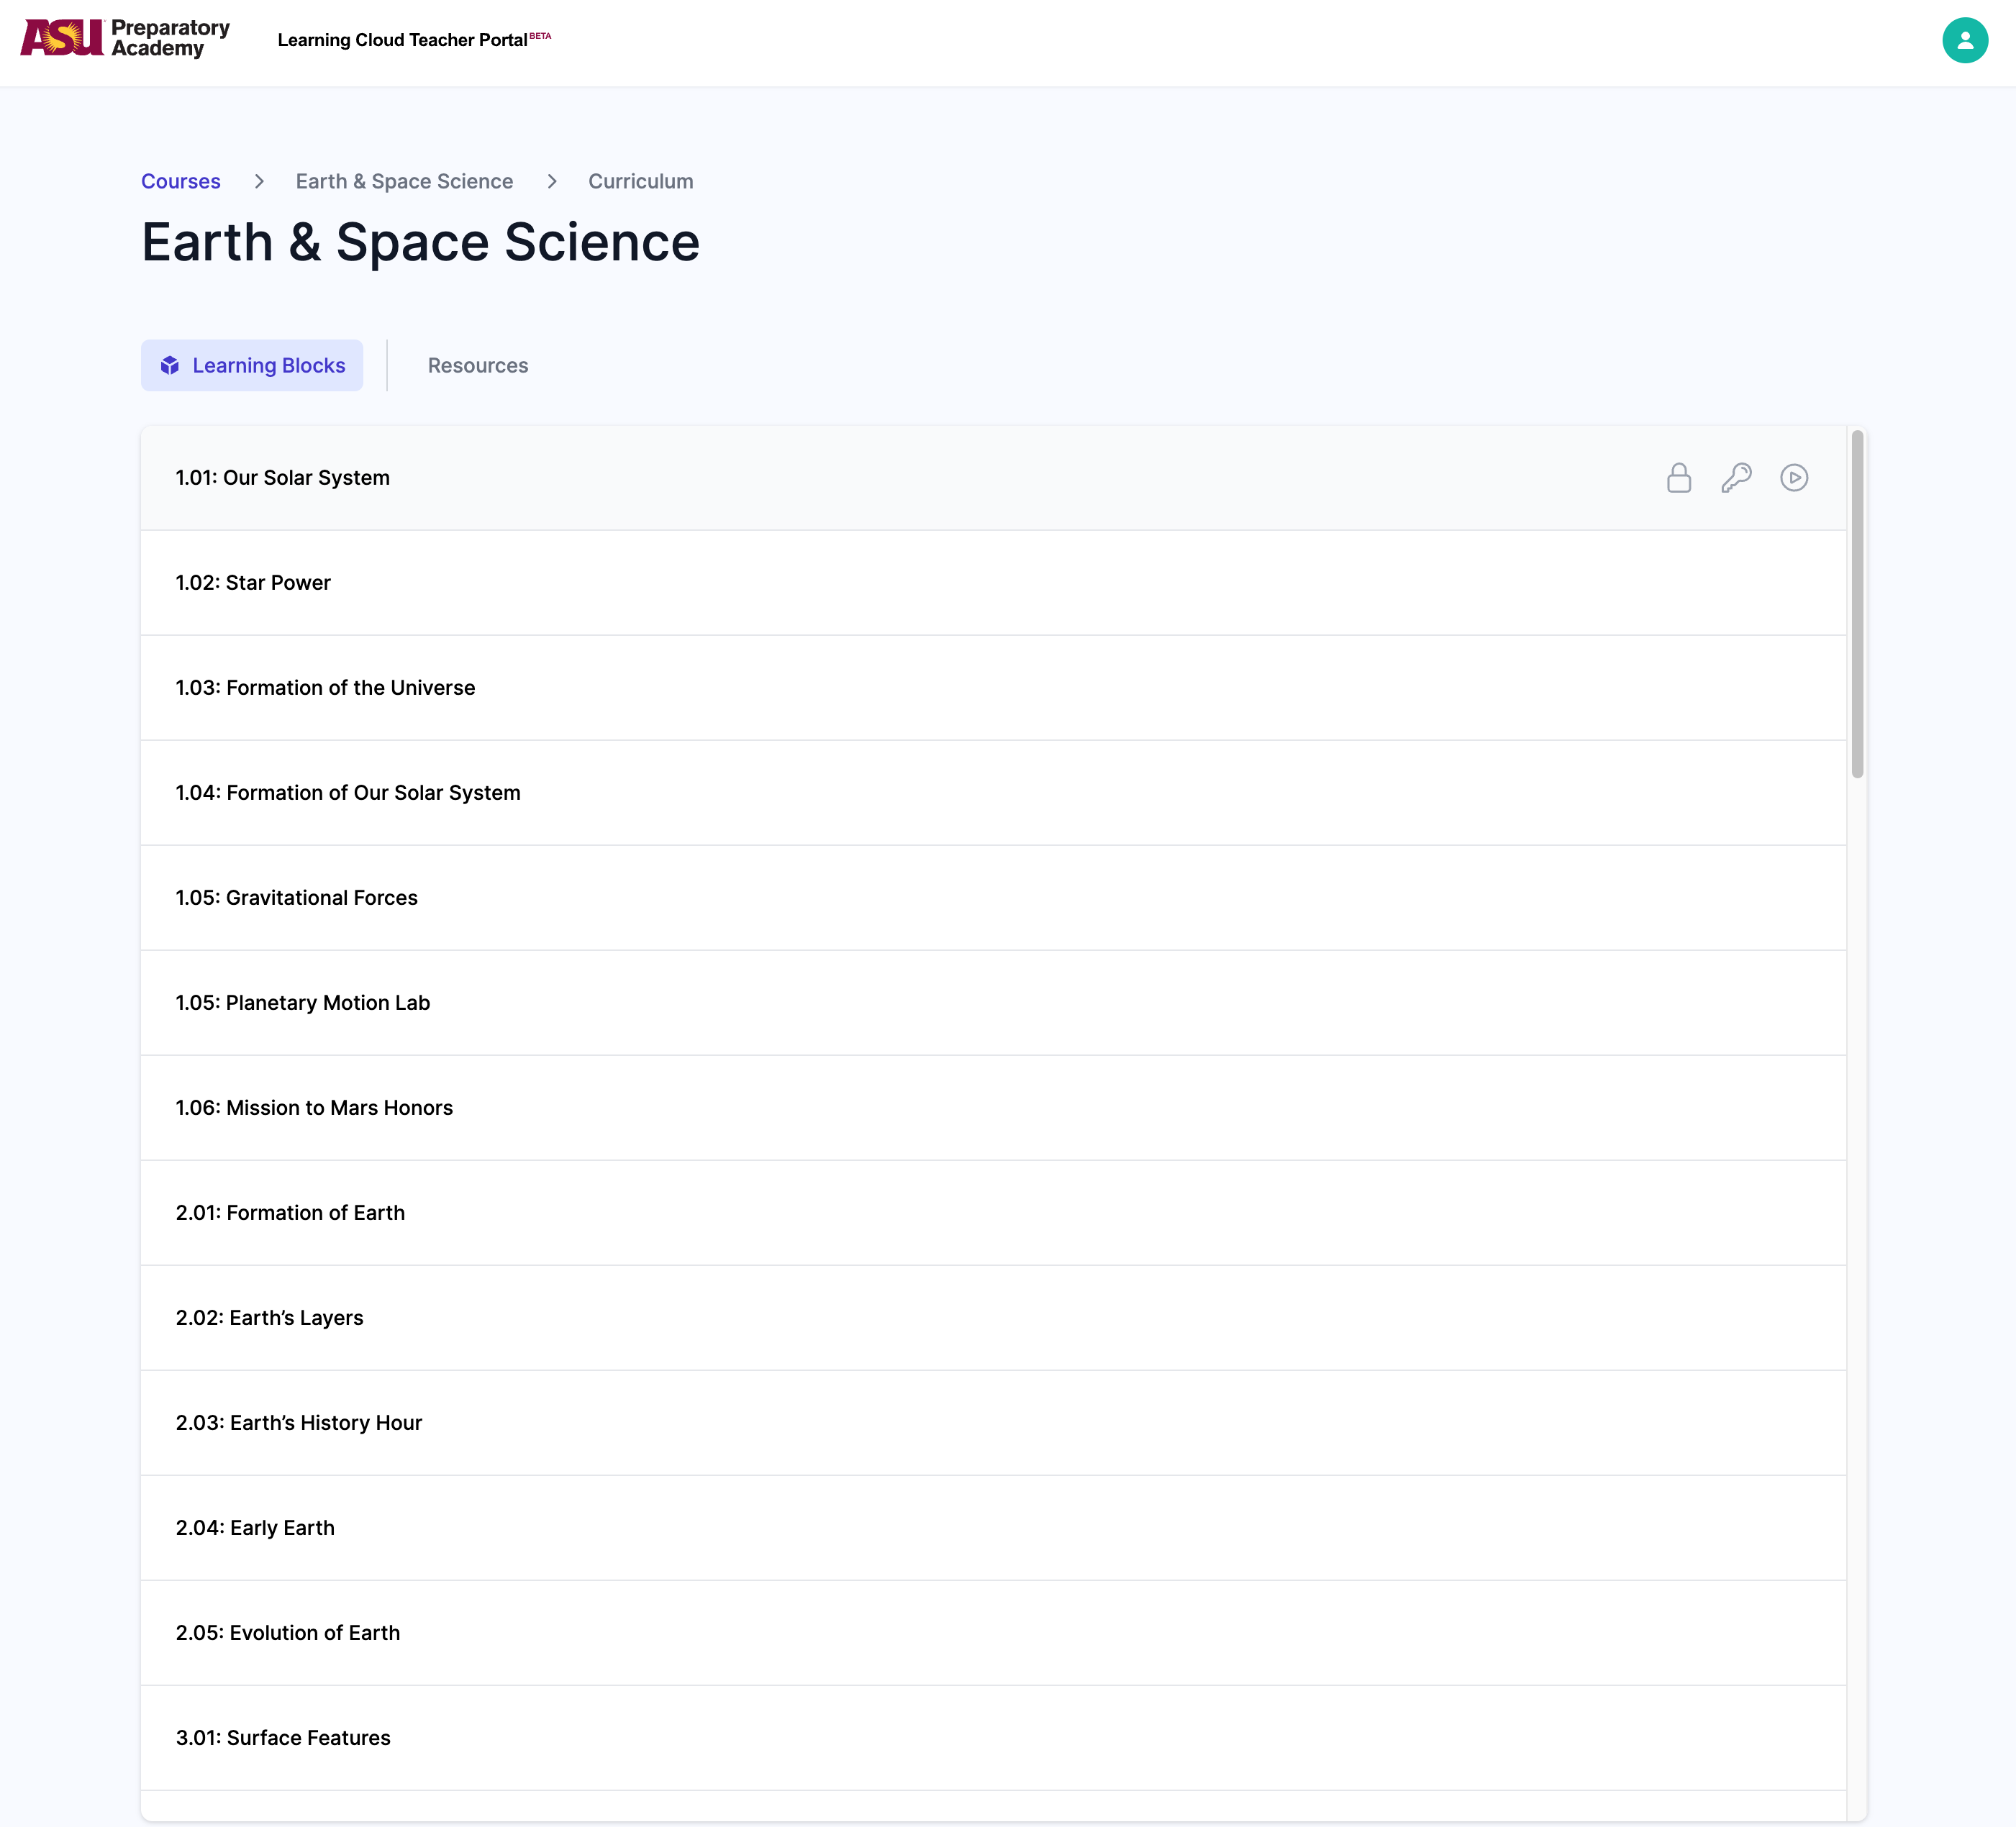 ASU Preparatory Academy
Learning Cloud Teacher Portal BETA
Courses > Earth & Space Science > Curriculum
Earth & Space Science
Learning Blocks
Resources
1.01: Our Solar System
1.02: Star Power
1.03: Formation of the Universe
1.04: Formation of Our Solar System
1.05: Gravitational Forces
1.05: Planetary Motion Lab
1.06: Mission to Mars Honors
2.01: Formation of Earth
2.02: Earth’s Layers
2.03: Earth’s History Hour
2.04: Early Earth
2.05: Evolution of Earth
3.01: Surface Features